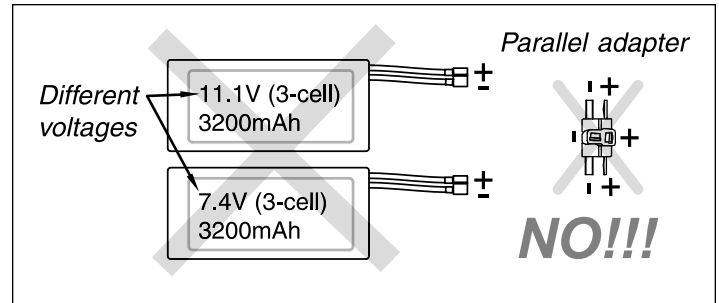 Parallel adapter
Different
voltages
11.1V (3-cell)
3200mAh
+
-
7.4V (3-cell)
3200mAh
+
-
- +
- +
- +
NO!!!